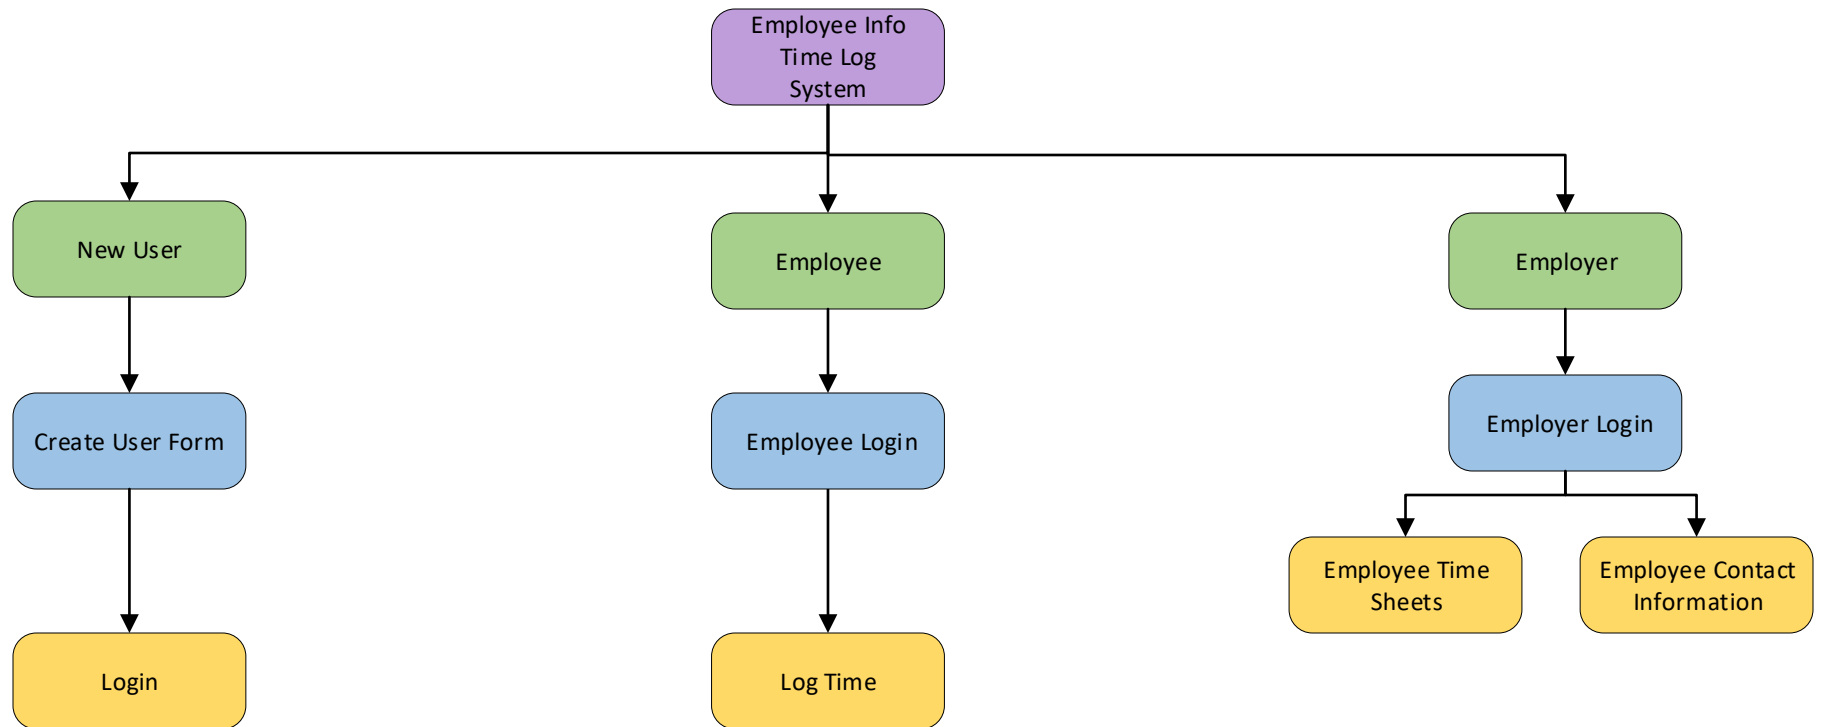 Employee Info
Time Log
System
New User
Employee
Employer
Create User Form
Employee Login
Employer Login
Employee Time
Sheets
Employee Contact
Information
Login
Log Time